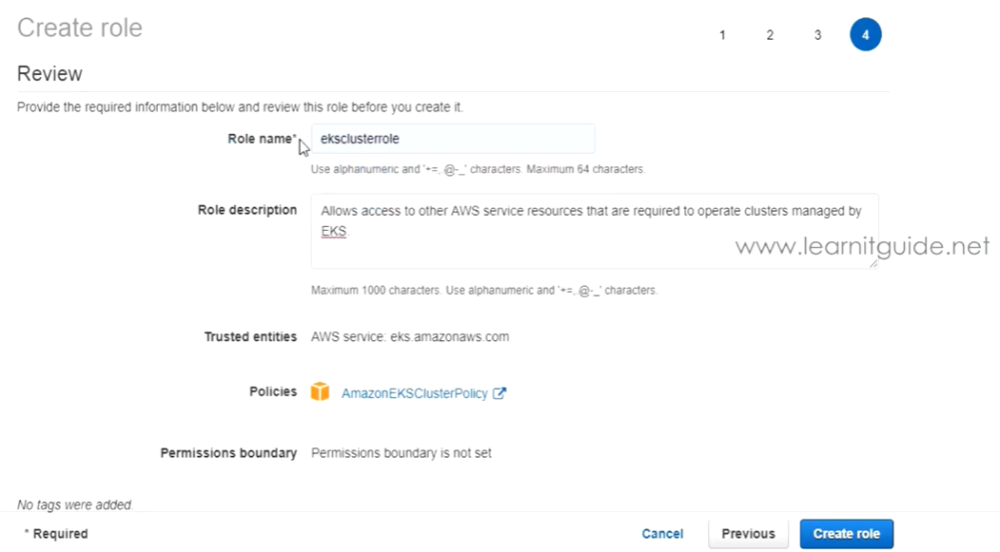 Create role
1 2 3 4
Review
Provide the required information below and review this role before you create it.
Role name* eksclusterrole
Use alphanumeric and '+=,.@-_' characters. Maximum 64 characters.
Role description Allows access to other AWS service resources that are required to operate clusters managed by
EKS.
www.learnitguide.net
Maximum 1000 characters. Use alphanumeric and '+=,.@-_' characters.
Trusted entities AWS service: eks.amazonaws.com
Policies AmazonEKSClusterPolicy
Permissions boundary Permissions boundary is not set
No tags were added.
* Required Cancel Previous Create role